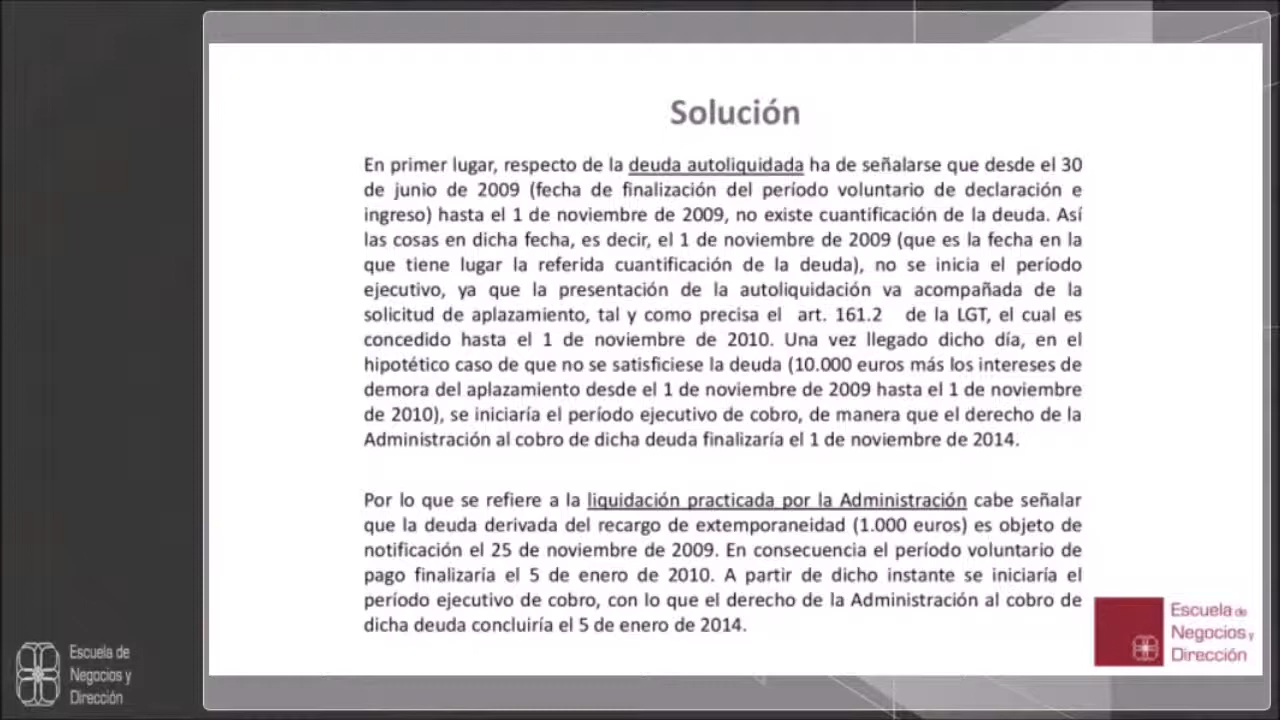 Solución
En primer lugar, respecto de la deuda autoliquidada ha de señalarse que desde el 30
de junio de 2009 (fecha de finalización del período voluntario de declaración e
ingreso) hasta el 1 de noviembre de 2009, no existe cuantificación de la deuda. Así
las cosas en dicha fecha, es decir, el 1 de noviembre de 2009 (que es la fecha en la
que tiene lugar la referida cuantificación de la deuda), no se inicia el período
ejecutivo, ya que la presentación de la autoliquidación va acompañada de la
solicitud de aplazamiento, tal y como precisa el art. 161.2 de la LGT, el cual es
concedido hasta el 1 de noviembre de 2010. Una vez llegado dicho día, en el
hipotético caso de que no se satisficiese la deuda (10.000 euros más los intereses de
demora del aplazamiento desde el 1 de noviembre de 2009 hasta el 1 de noviembre
de 2010), se iniciaría el período ejecutivo de cobro, de manera que el derecho de la
Administración al cobro de dicha deuda finalizaría el 1 de noviembre de 2014.
Por lo que se refiere a la liquidación practicada por la Administración cabe señalar
que la deuda derivada del recargo de extemporaneidad (1.000 euros) es objeto de
notificación el 25 de noviembre de 2009. En consecuencia el período voluntario de
pago finalizaría el 5 de enero de 2010. A partir de dicho instante se iniciaría el
período ejecutivo de cobro, con lo que el derecho de la Administración al cobro de
dicha deuda concluiría el 5 de enero de 2014.
Escuela de
Negocios y
Dirección
Escuela de
Negocios y
Dirección